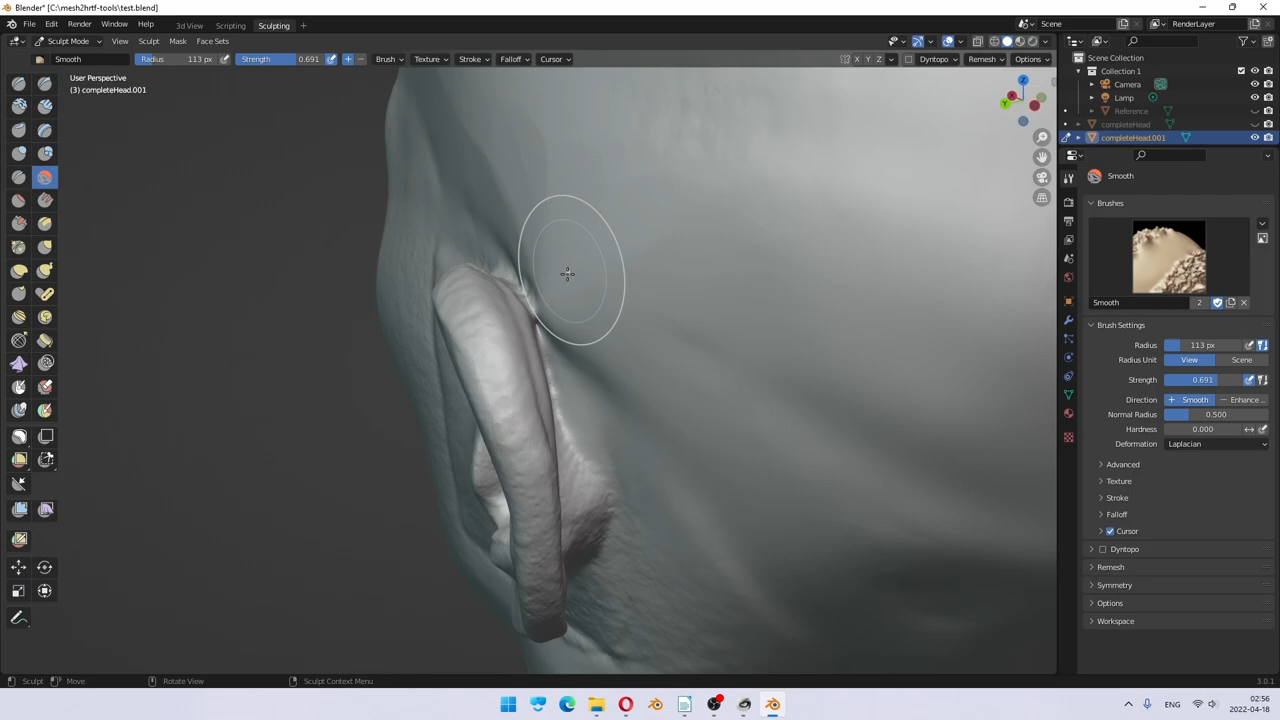 Blender* [C:\mesh2hrtf-tools\test.blend]
File Edit Render Window Help 3d View Scripting Sculpting Scene RenderLayer
Sculpt Mode View Sculpt Mask Face Sets
Smooth Radius 113 px Strength 0.691 Brush Texture Stroke Falloff Cursor X Y Z Dyntopo Remesh Options
User Perspective
(3) completeHead.001
Z
X
Y
Scene Collection
Collection 1
Camera
Lamp
Reference
completeHead
completeHead.001
Smooth
Brushes
Smooth 2
Brush Settings
Radius 113 px
Radius Unit View Scene
Strength 0.691
Direction + Smooth − Enhance ...
Normal Radius 0.500
Hardness 0.000
Deformation Laplacian
Advanced
Texture
Stroke
Falloff
Cursor
Dyntopo
Remesh
Symmetry
Options
Workspace
Sculpt Move Rotate View Sculpt Context Menu 3.0.1
ENG 02:56
2022-04-18